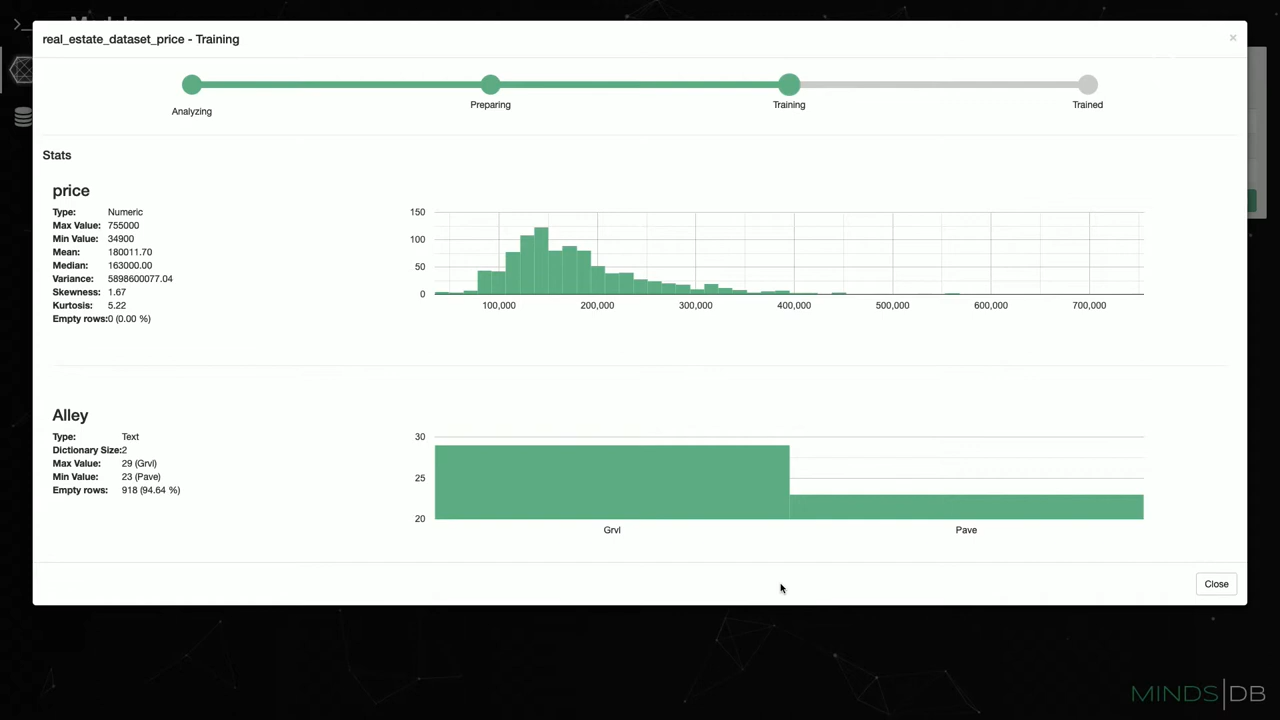 real_estate_dataset_price - Training
×
Analyzing
Preparing
Training
Trained
Stats
price
Type: Numeric
Max Value: 755000
Min Value: 34900
Mean: 180011.70
Median: 163000.00
Variance: 5898600077.04
Skewness: 1.67
Kurtosis: 5.22
Empty rows:0 (0.00 %)
150
100
50
0
100,000 200,000 300,000 400,000 500,000 600,000 700,000
Alley
Type: Text
Dictionary Size:2
Max Value: 29 (Grvl)
Min Value: 23 (Pave)
Empty rows: 918 (94.64 %)
30
25
20
Grvl Pave
Close
MINDS|DB